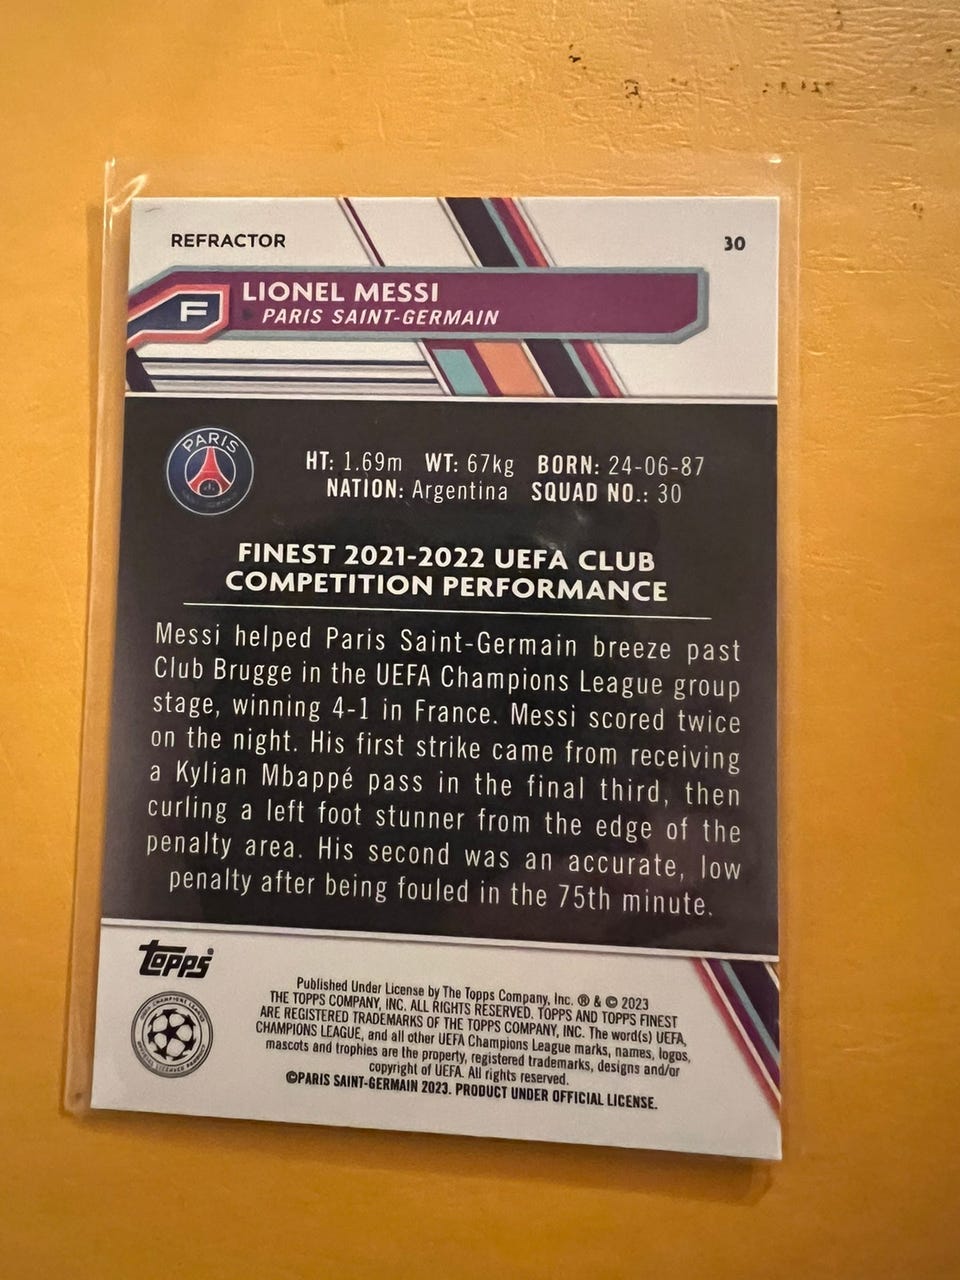 REFRACTOR
30
F
LIONEL MESSI
PARIS SAINT-GERMAIN
PARIS
HT: 1.69m WT: 67kg BORN: 24-06-87
NATION: Argentina SQUAD NO.: 30
FINEST 2021-2022 UEFA CLUB
COMPETITION PERFORMANCE
Messi helped Paris Saint-Germain breeze past
Club Brugge in the UEFA Champions League group
stage, winning 4-1 in France. Messi scored twice
on the night. His first strike came from receiving
a Kylian Mbappé pass in the final third, then
curling a left foot stunner from the edge of the
penalty area. His second was an accurate, low
penalty after being fouled in the 75th minute.
Topps®
Published Under License by The Topps Company, Inc. ® & © 2023
THE TOPPS COMPANY, INC. ALL RIGHTS RESERVED. TOPPS AND TOPPS FINEST
ARE REGISTERED TRADEMARKS OF THE TOPPS COMPANY, INC. The word(s) UEFA,
CHAMPIONS LEAGUE, and all other UEFA Champions League marks, names, logos,
mascots and trophies are the property, registered trademarks, designs and/or
copyright of UEFA. All rights reserved.
©PARIS SAINT-GERMAIN 2023. PRODUCT UNDER OFFICIAL LICENSE.